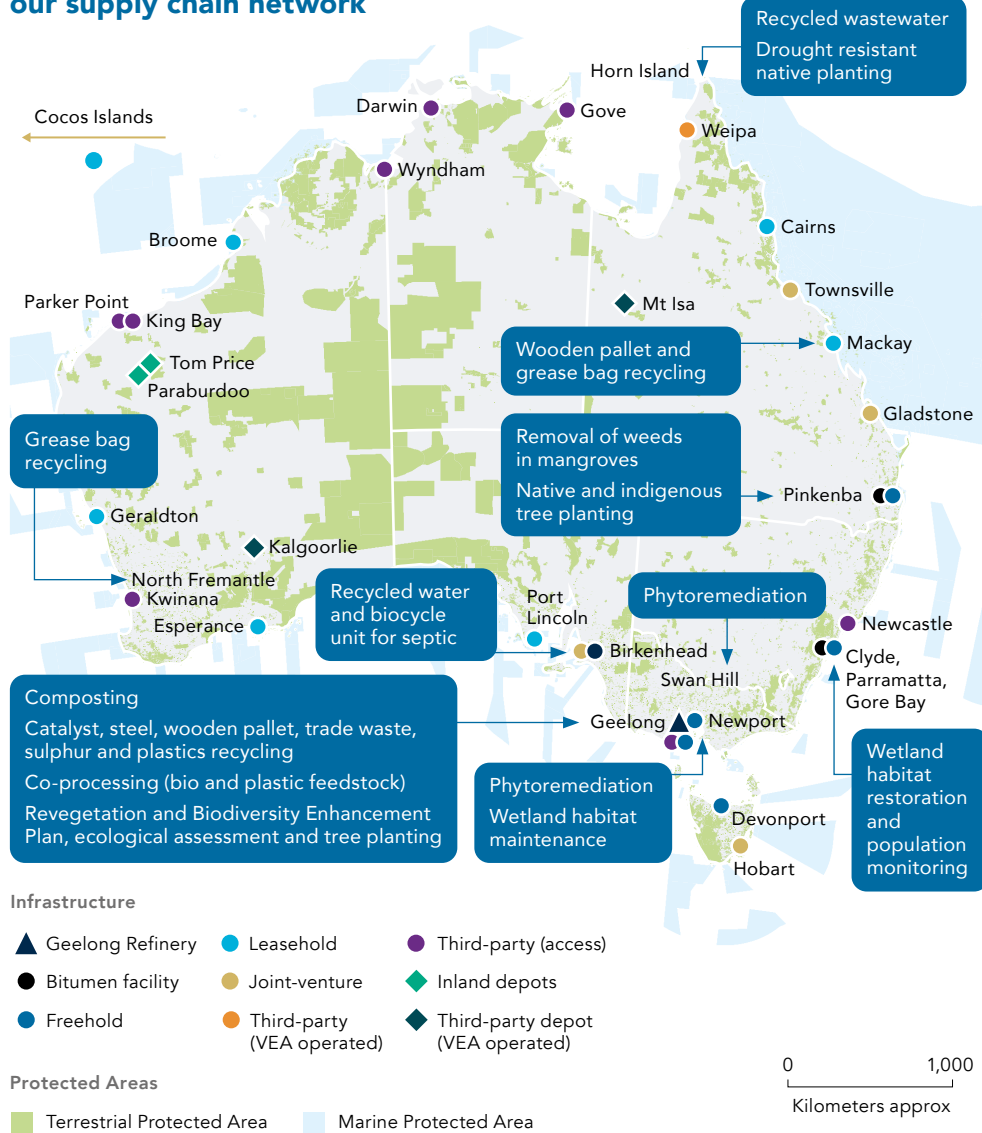 our supply chain network
Recycled wastewater
Drought resistant
native planting
Horn Island
Cocos Islands
Darwin
Gove
Weipa
Wyndham
Cairns
Broome
Townsville
Mt Isa
Parker Point
King Bay
Mackay
Wooden pallet and
grease bag recycling
Tom Price
Paraburdoo
Gladstone
Grease bag
recycling
Removal of weeds
in mangroves
Native and indigenous
tree planting
Pinkenba
Geraldton
Kalgoorlie
North Fremantle
Kwinana
Esperance
Recycled water
and biocycle
unit for septic
Port
Lincoln
Phytoremediation
Newcastle
Birkenhead
Swan Hill
Clyde,
Parramatta,
Gore Bay
Composting
Catalyst, steel, wooden pallet, trade waste,
sulphur and plastics recycling
Co-processing (bio and plastic feedstock)
Revegetation and Biodiversity Enhancement
Plan, ecological assessment and tree planting
Geelong
Newport
Phytoremediation
Wetland habitat
maintenance
Wetland
habitat
restoration
and
population
monitoring
Devonport
Hobart
Infrastructure
Geelong Refinery
Leasehold
Third-party (access)
Bitumen facility
Joint-venture
Inland depots
Freehold
Third-party
(VEA operated)
Third-party depot
(VEA operated)
0 1,000
Kilometers approx
Protected Areas
Terrestrial Protected Area
Marine Protected Area